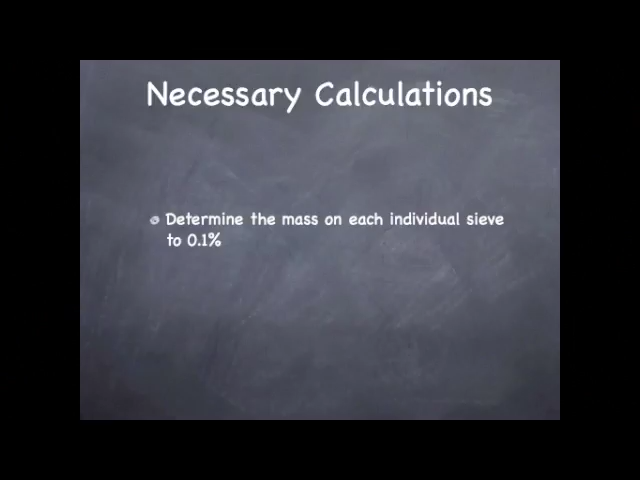 Necessary Calculations
Determine the mass on each individual sieve
to 0.1%